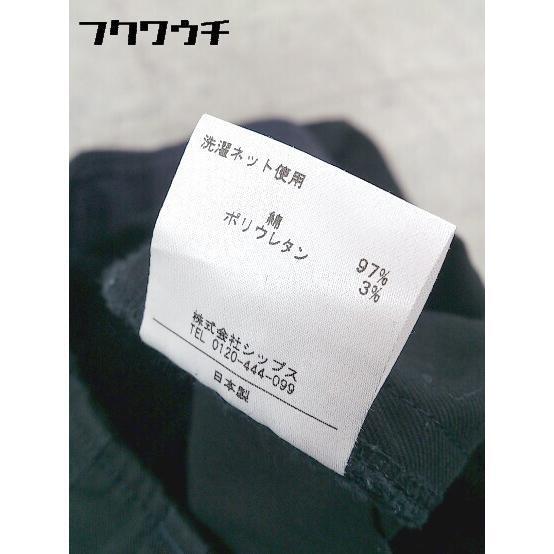 フクワウチ
洗濯ネット使用
綿 97%
ポリウレタン 3%
株式会社シップス
TEL 0120-444-099
日本製